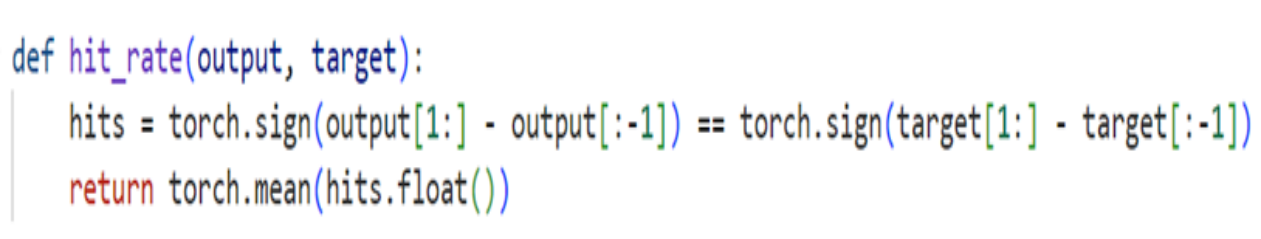 def hit_rate(output, target):
    hits = torch.sign(output[1:] - output[:-1]) == torch.sign(target[1:] - target[:-1])
    return torch.mean(hits.float())